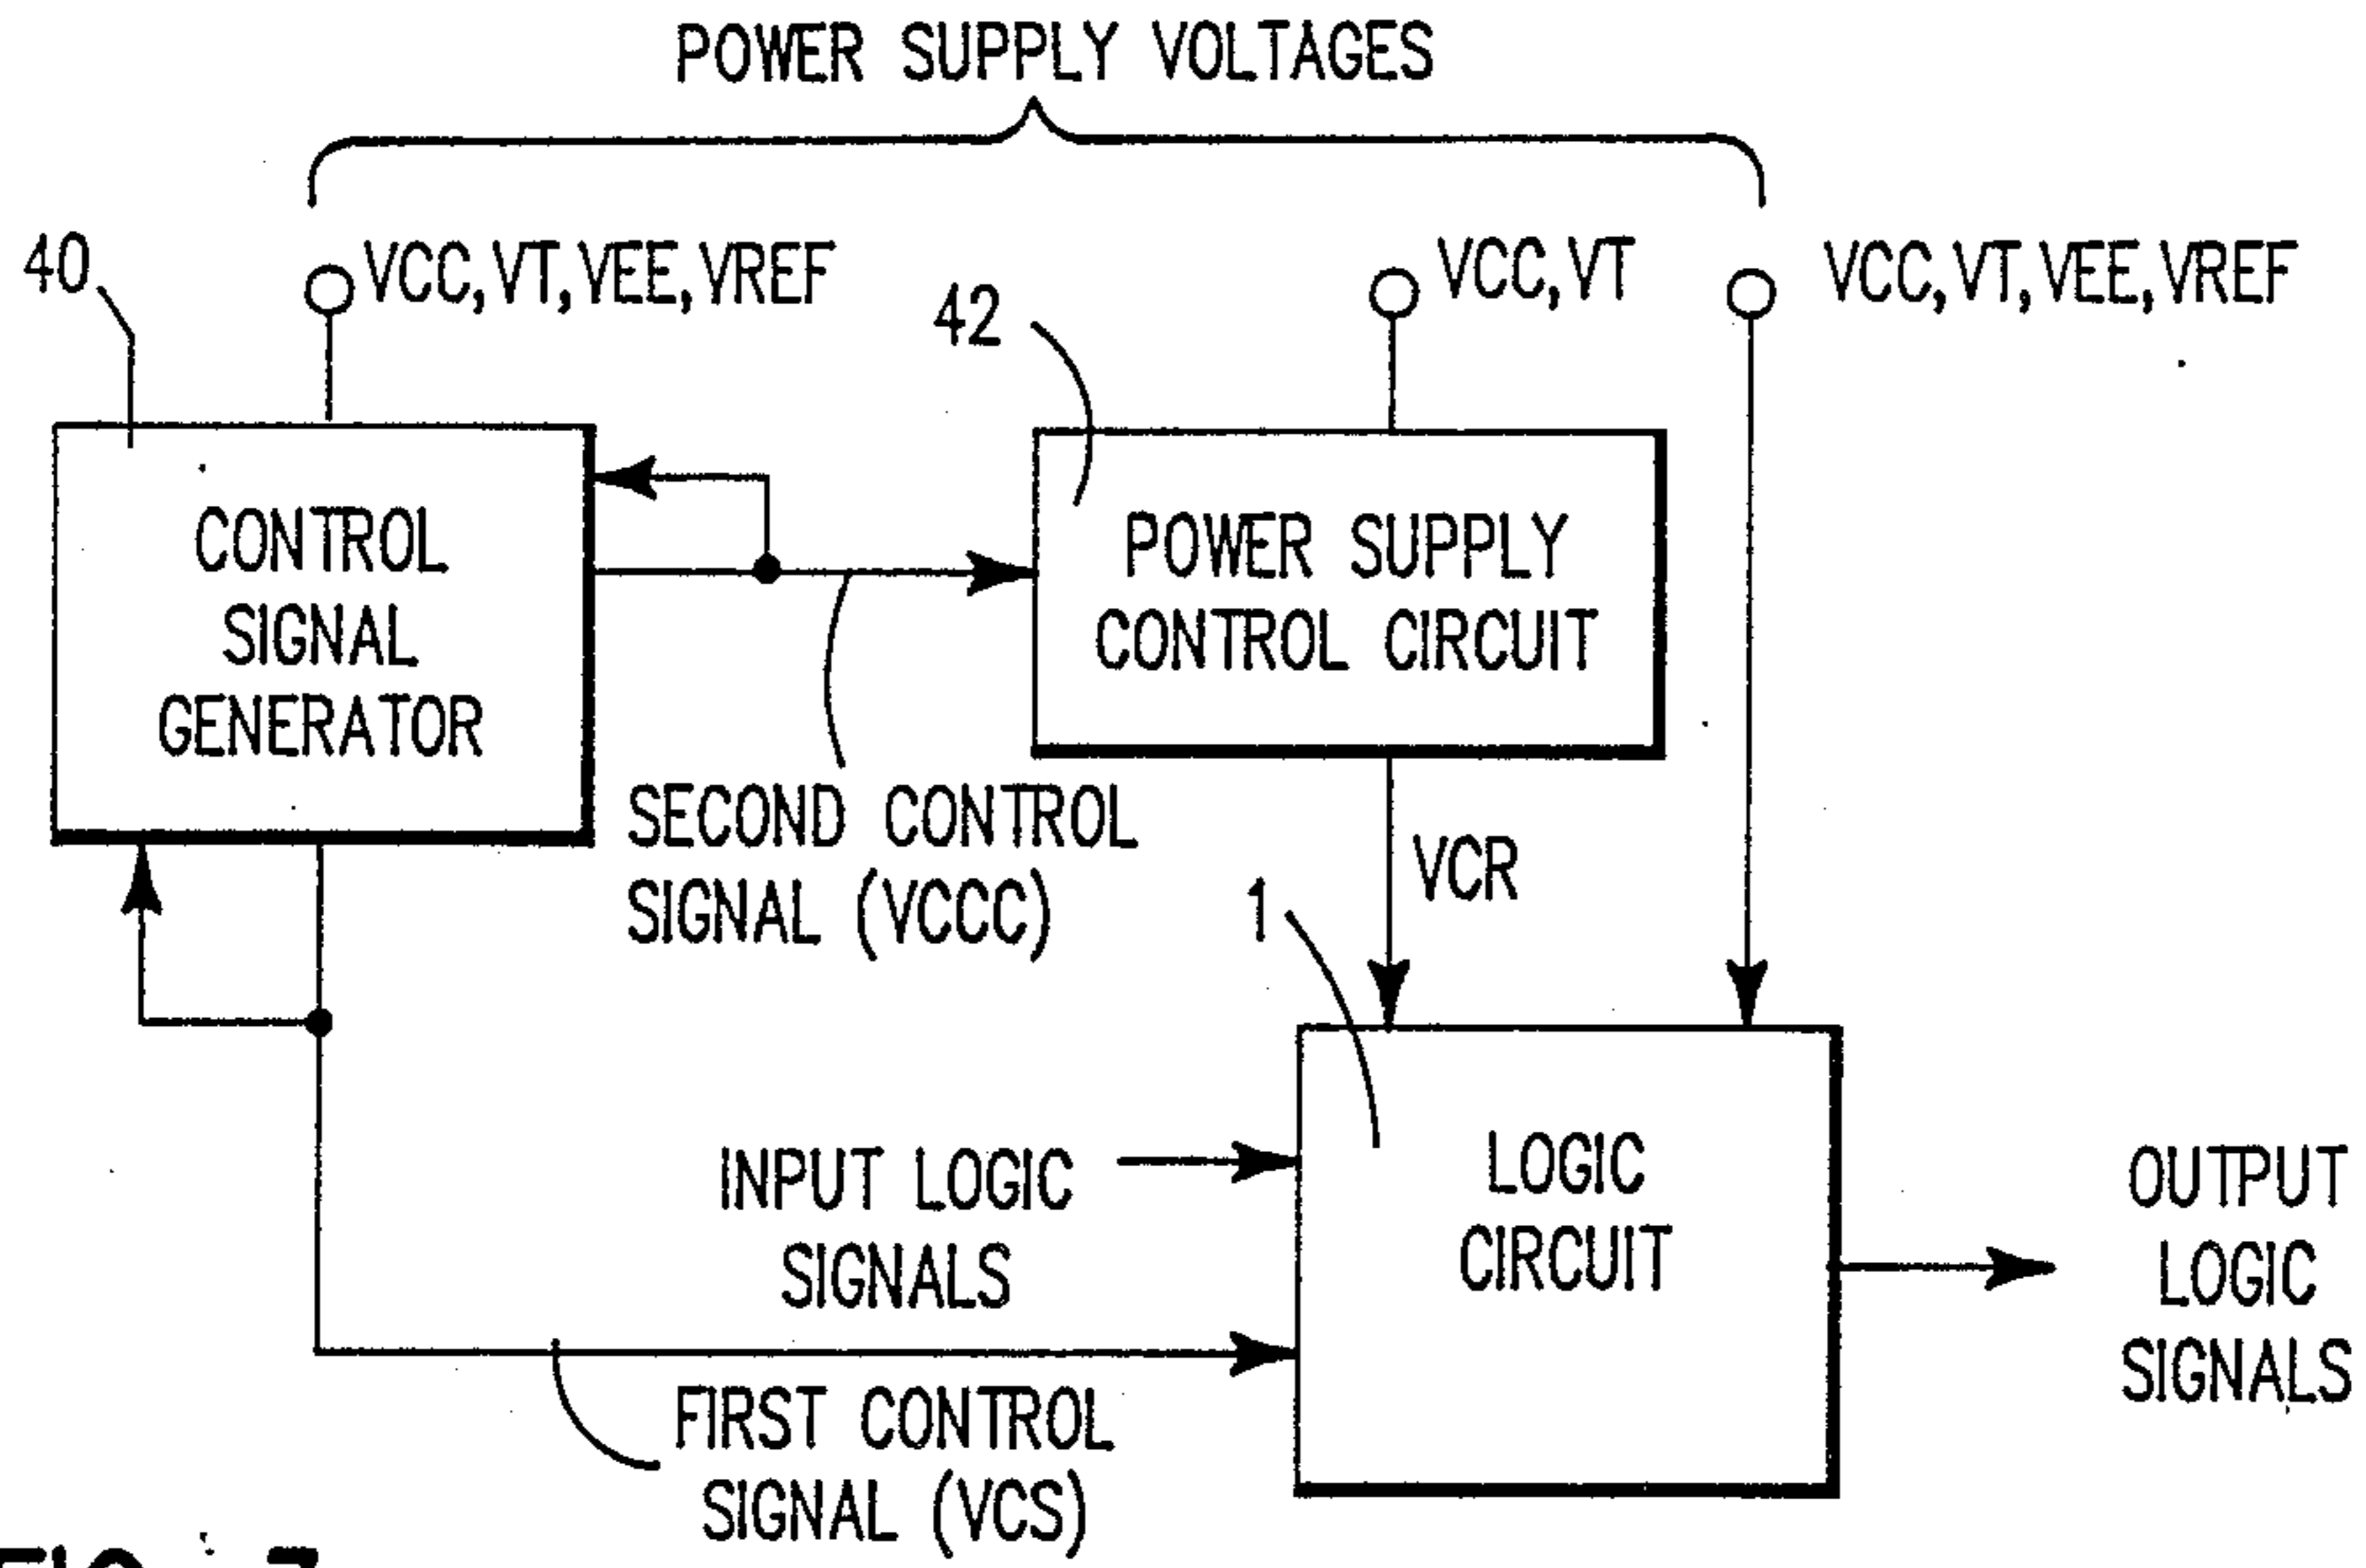 POWER SUPPLY VOLTAGES
40
VCC,VT,VEE,VREF
42
VCC,VT
VCC,VT,VEE,VREF
CONTROL
SIGNAL
GENERATOR
POWER SUPPLY
CONTROL CIRCUIT
SECOND CONTROL
SIGNAL (VCCC)
VCR
1
INPUT LOGIC
SIGNALS
LOGIC
CIRCUIT
OUTPUT
LOGIC
SIGNALS
FIRST CONTROL
SIGNAL (VCS)